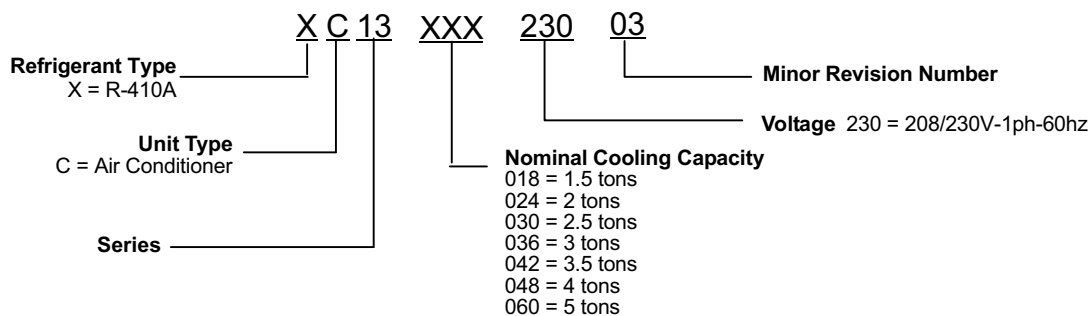 X C 13 XXX 230 03
Refrigerant Type
X = R-410A
Minor Revision Number
Voltage 230 = 208/230V-1ph-60hz
Unit Type
C = Air Conditioner
Nominal Cooling Capacity
018 = 1.5 tons
024 = 2 tons
030 = 2.5 tons
036 = 3 tons
042 = 3.5 tons
048 = 4 tons
060 = 5 tons
Series